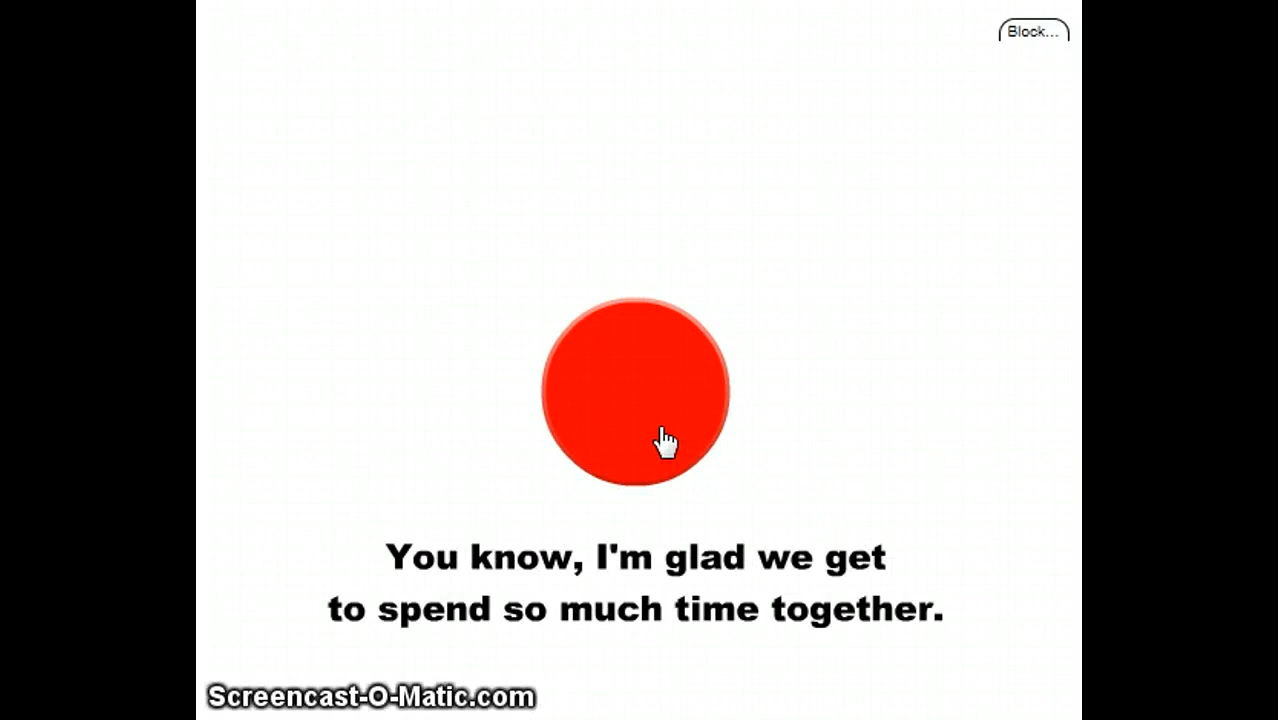 Block...
You know, I'm glad we get
to spend so much time together.
Screencast-O-Matic.com